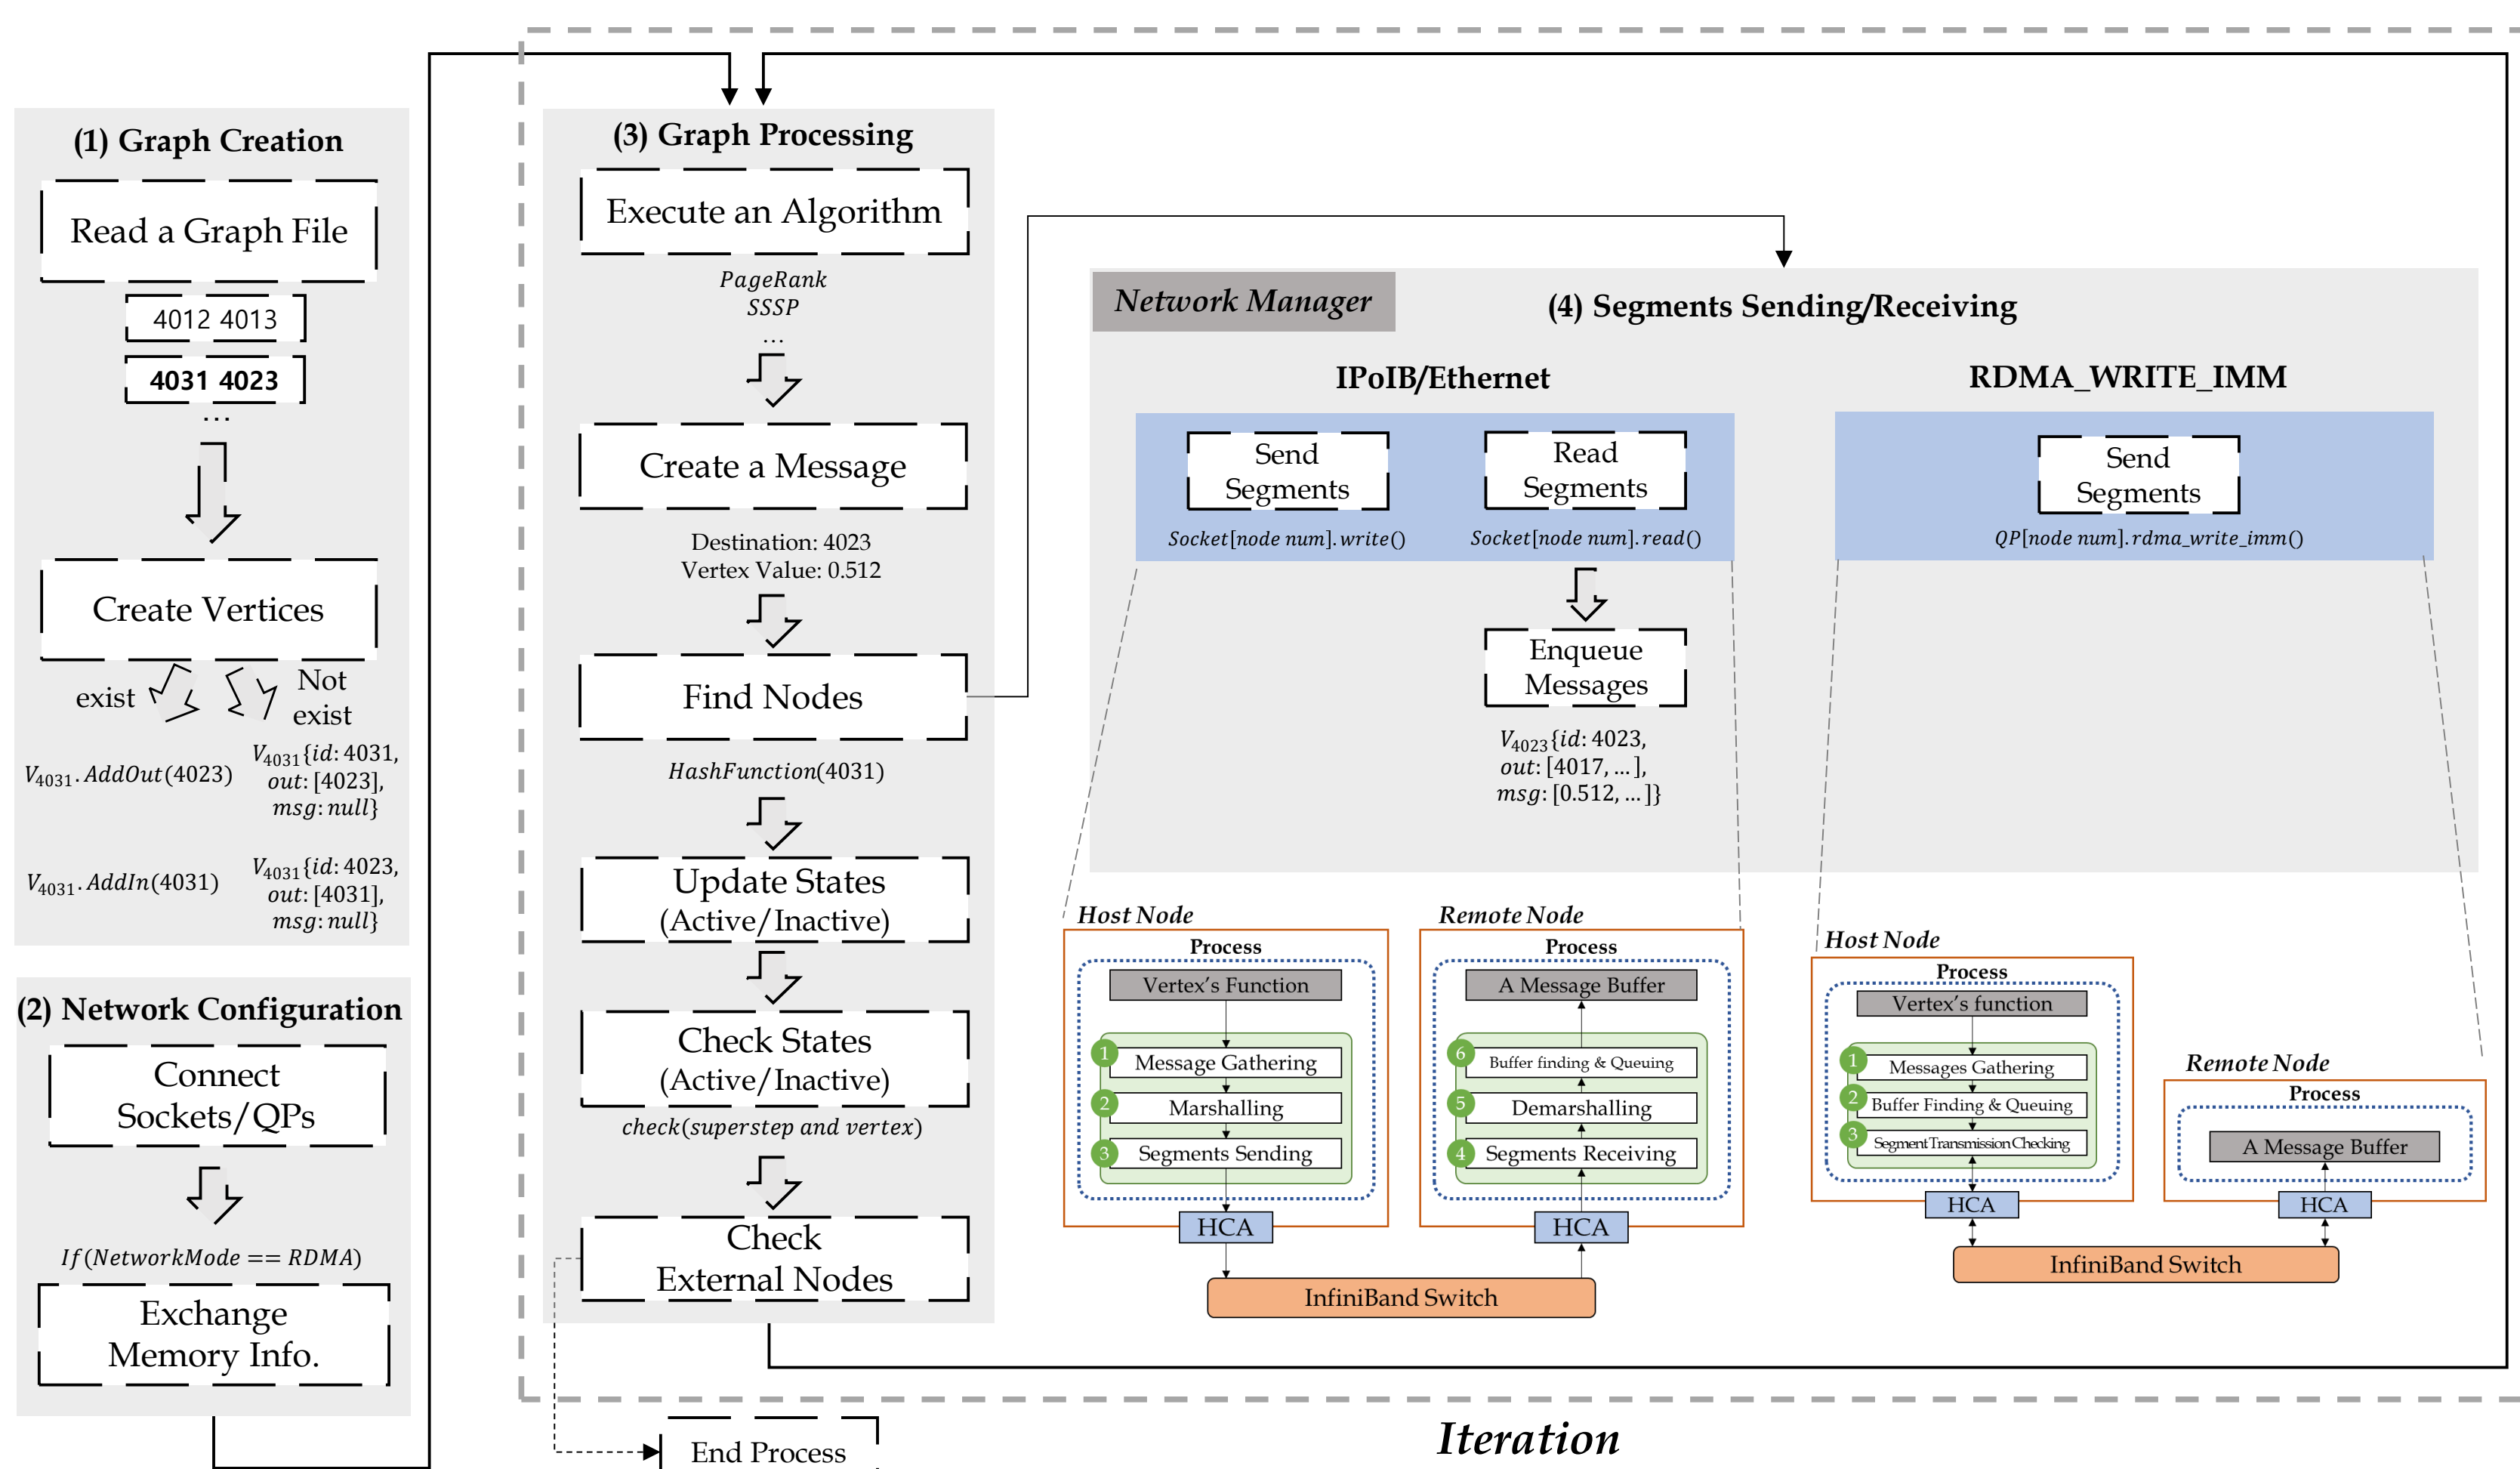 (1) Graph Creation
Read a Graph File
4012 4013
4031 4023
...
Create Vertices
exist
Not
exist
V4031.AddOut(4023)
V4031{id: 4031,
out: [4023],
msg: null}
V4031.AddIn(4031)
V4031{id: 4023,
out: [4031],
msg: null}
(2) Network Configuration
Connect
Sockets/QPs
If(NetworkMode == RDMA)
Exchange
Memory Info.
(3) Graph Processing
Execute an Algorithm
PageRank
SSSP
...
Create a Message
Destination: 4023
Vertex Value: 0.512
Find Nodes
HashFunction(4031)
Update States
(Active/Inactive)
Check States
(Active/Inactive)
check(superstep and vertex)
Check
External Nodes
End Process
Network Manager
(4) Segments Sending/Receiving
IPoIB/Ethernet
Send
Segments
Socket[node num].write()
Read
Segments
Socket[node num].read()
Enqueue
Messages
V4023{id: 4023,
out: [4017, ...],
msg: [0.512, ...]}
RDMA_WRITE_IMM
Send
Segments
QP[node num].rdma_write_imm()
Host Node
Process
Vertex's Function
1 Message Gathering
2 Marshalling
3 Segments Sending
HCA
Remote Node
Process
A Message Buffer
6 Buffer finding & Queuing
5 Demarshalling
4 Segments Receiving
HCA
InfiniBand Switch
Host Node
Process
Vertex's function
1 Messages Gathering
2 Buffer Finding & Queuing
3 Segment Transmission Checking
HCA
Remote Node
Process
A Message Buffer
HCA
InfiniBand Switch
Iteration